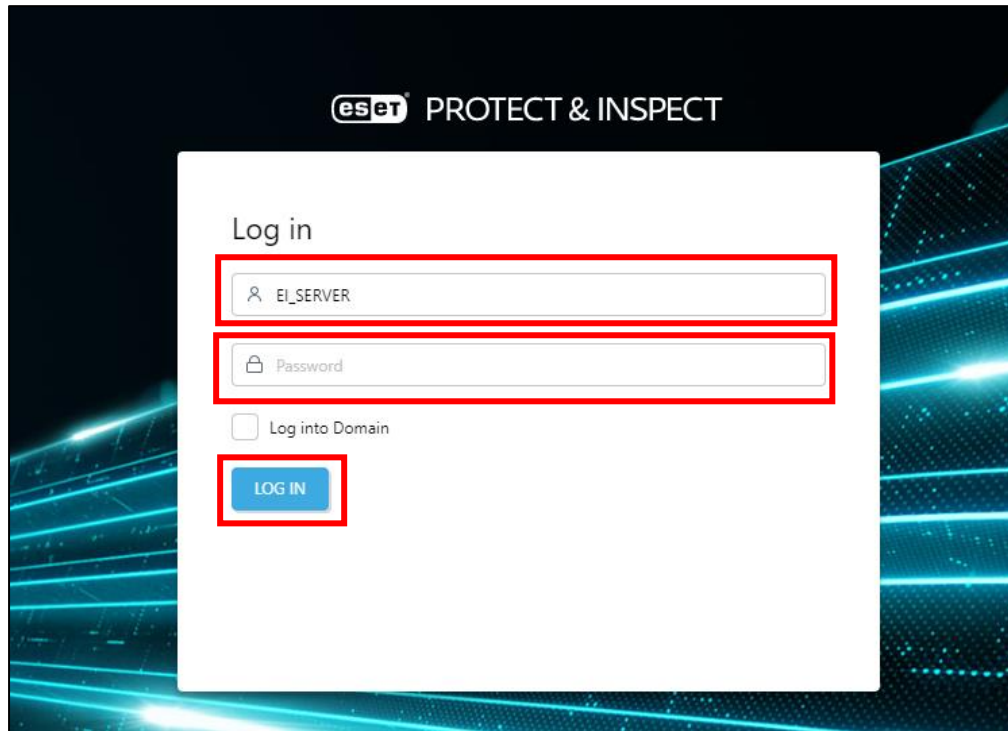 eset® PROTECT & INSPECT
Log in
EI_SERVER
Password
Log into Domain
LOG IN